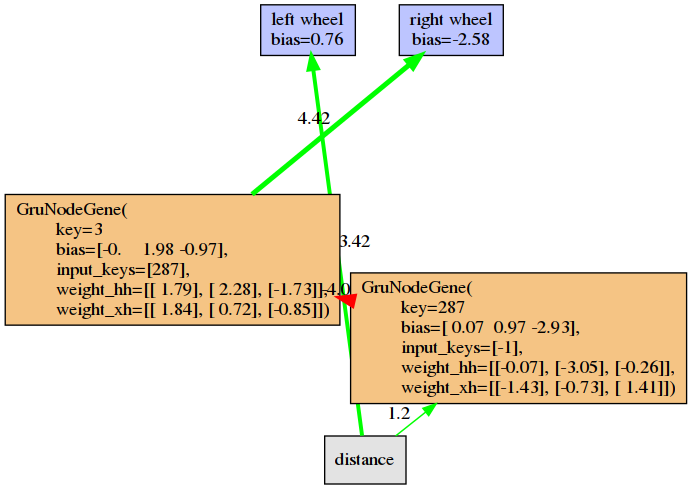 left wheel
bias=0.76
right wheel
bias=-2.58
4.42
GruNodeGene(
key=3
bias=[-0. 1.98 -0.97],
input_keys=[287],
weight_hh=[[ 1.79], [ 2.28], [-1.73]],
weight_xh=[[ 1.84], [ 0.72], [-0.85]])
3.42
GruNodeGene(
key=287
bias=[ 0.07 0.97 -2.93],
input_keys=[-1],
weight_hh=[[-0.07], [-3.05], [-0.26]],
weight_xh=[[-1.43], [-0.73], [ 1.41]])
1.2
distance